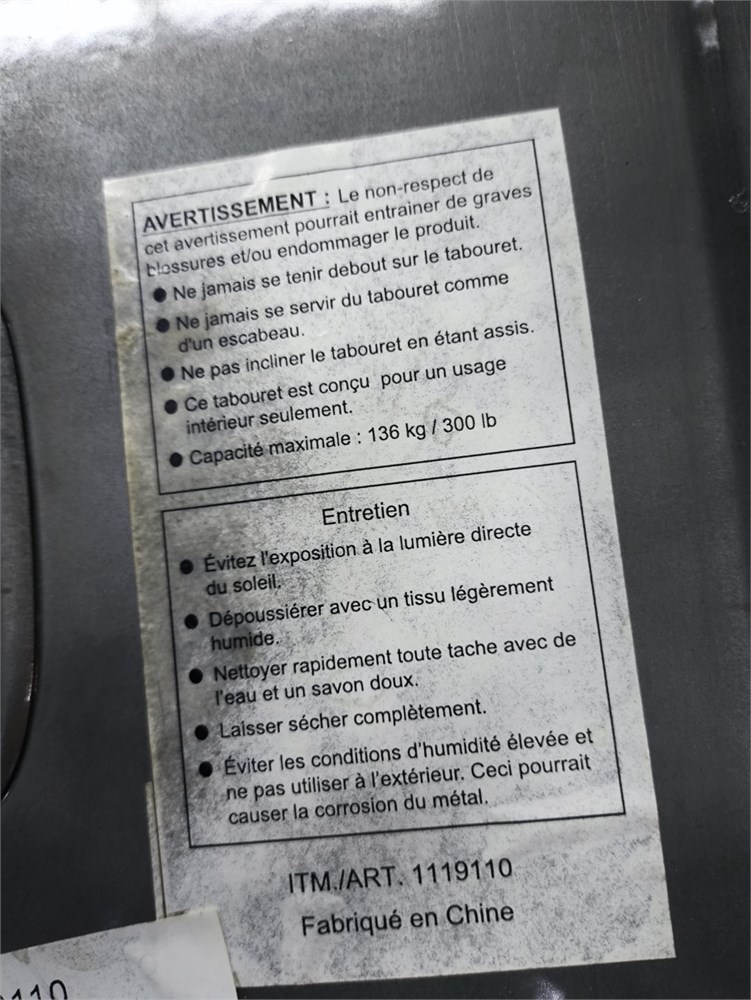 AVERTISSEMENT : Le non-respect de
cet avertissement pourrait entrainer de graves
blessures et/ou endommager le produit.
● Ne jamais se tenir debout sur le tabouret.
● Ne jamais se servir du tabouret comme
d'un escabeau.
● Ne pas incliner le tabouret en étant assis.
● Ce tabouret est conçu pour un usage
intérieur seulement.
● Capacité maximale : 136 kg / 300 lb
Entretien
● Évitez l'exposition à la lumière directe
du soleil.
● Dépoussiérer avec un tissu légèrement
humide.
● Nettoyer rapidement toute tache avec de
l'eau et un savon doux.
● Laisser sécher complètement.
● Éviter les conditions d'humidité élevée et
ne pas utiliser à l'extérieur. Ceci pourrait
causer la corrosion du métal.
ITM./ART. 1119110
Fabriqué en Chine